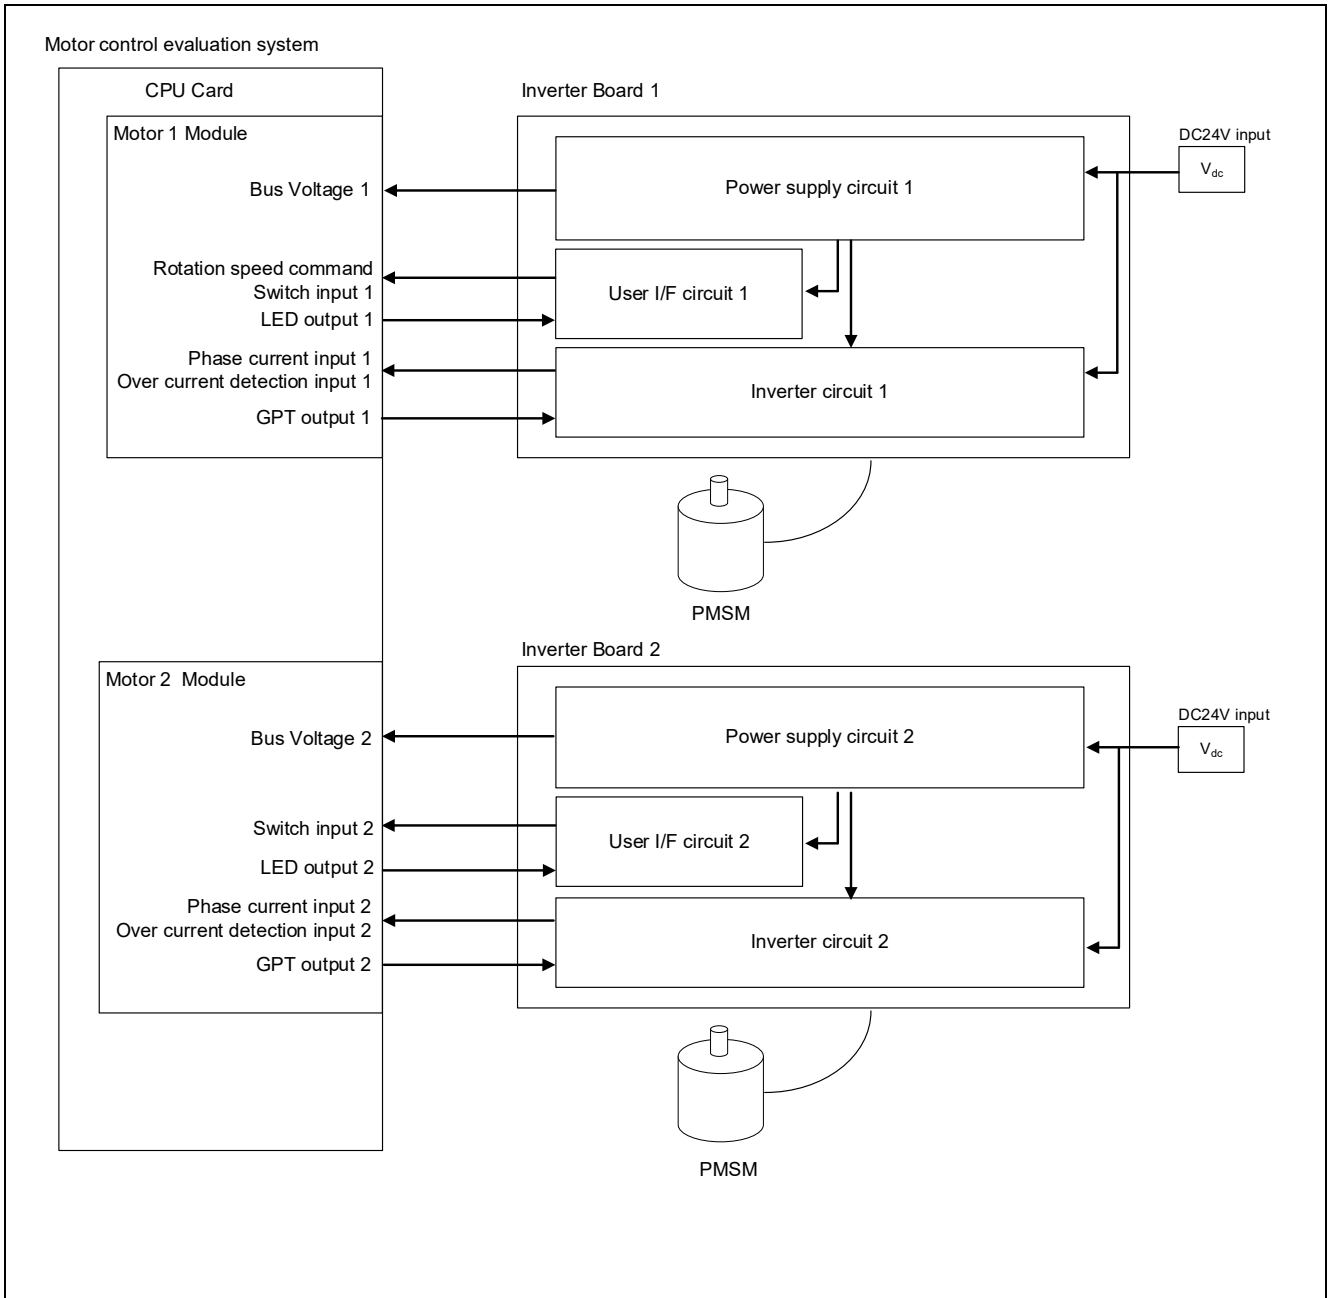 Motor control evaluation system
CPU Card
Inverter Board 1
Motor 1 Module
DC24V input
Vdc
Bus Voltage 1
Power supply circuit 1
Rotation speed command
Switch input 1
LED output 1
User I/F circuit 1
Phase current input 1
Over current detection input 1
GPT output 1
Inverter circuit 1
PMSM
Inverter Board 2
Motor 2  Module
DC24V input
Vdc
Bus Voltage 2
Power supply circuit 2
Switch input 2
LED output 2
User I/F circuit 2
Phase current input 2
Over current detection input 2
GPT output 2
Inverter circuit 2
PMSM